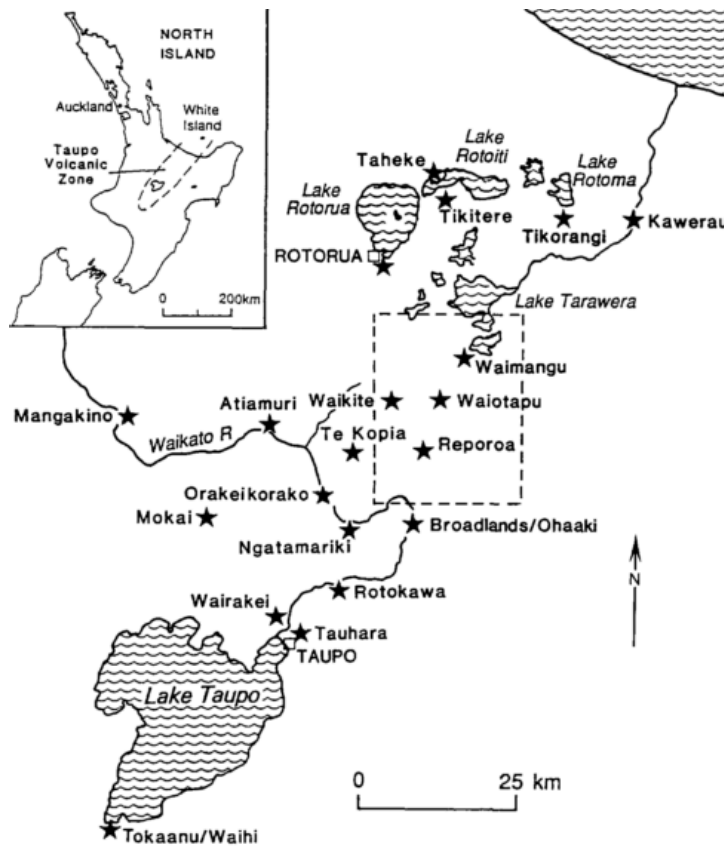 NORTH
ISLAND
Auckland
White
Island
Taupo
Volcanic
Zone
0 200km
Taheke
Lake
Rotoiti
Lake
Rotoma
Lake
Rotorua
Tikitere
Tikorangi
Kawerau
ROTORUA
Lake Tarawera
Waimangu
Mangakino
Atiamuri
Waikite
Waiotapu
Waikato R
Te Kopia
Reporoa
Orakeikorako
Mokai
Ngatamariki
Broadlands/Ohaaki
N
Wairakei
Rotokawa
Tauhara
TAUPO
Lake Taupo
0 25 km
Tokaanu/Waihi